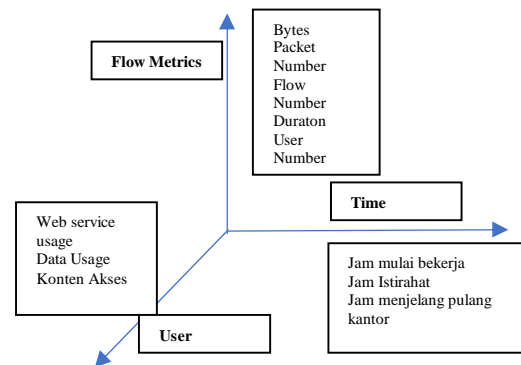 Flow Metrics
Bytes
Packet
Number
Flow
Number
Duraton
User
Number
Time
Web service
usage
Data Usage
Konten Akses
Jam mulai bekerja
Jam Istirahat
Jam menjelang pulang
kantor
User